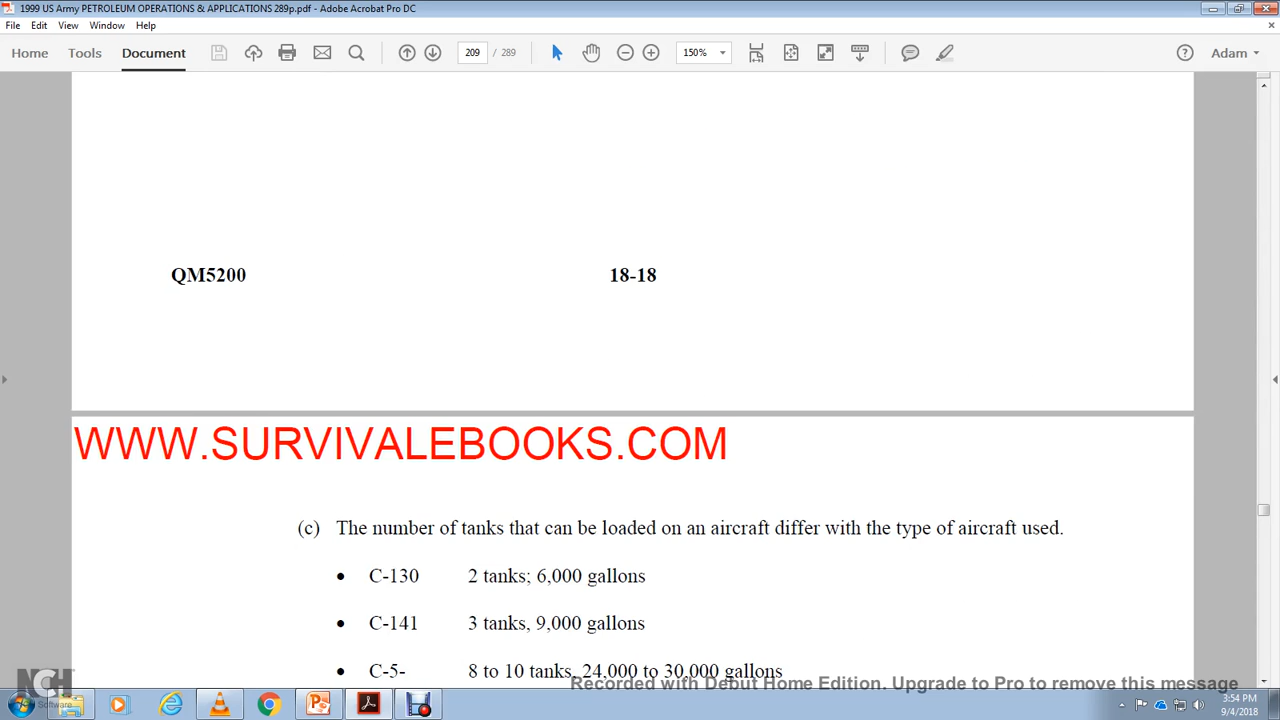 1999 US Army PETROLEUM OPERATIONS & APPLICATIONS 289p.pdf - Adobe Acrobat Pro DC
File Edit View Window Help
Home Tools Document 209 / 289 150% Adam
QM5200 18-18
WWW.SURVIVALEBOOKS.COM
(c) The number of tanks that can be loaded on an aircraft differ with the type of aircraft used.
• C-130 2 tanks; 6,000 gallons
• C-141 3 tanks, 9,000 gallons
• C-5- 8 to 10 tanks, 24,000 to 30,000 gallons
Recorded with Debut Home Edition. Upgrade to Pro to remove this message
NCH Software
3:54 PM
9/4/2018